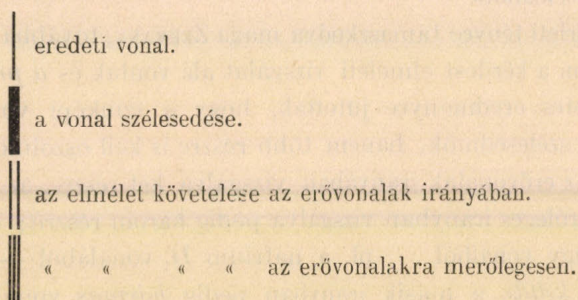 eredeti vonal.
a vonal szélesedése.
az elmélet követelése az erővonalak irányában.
« « « « az erővonalakra merőlegesen.